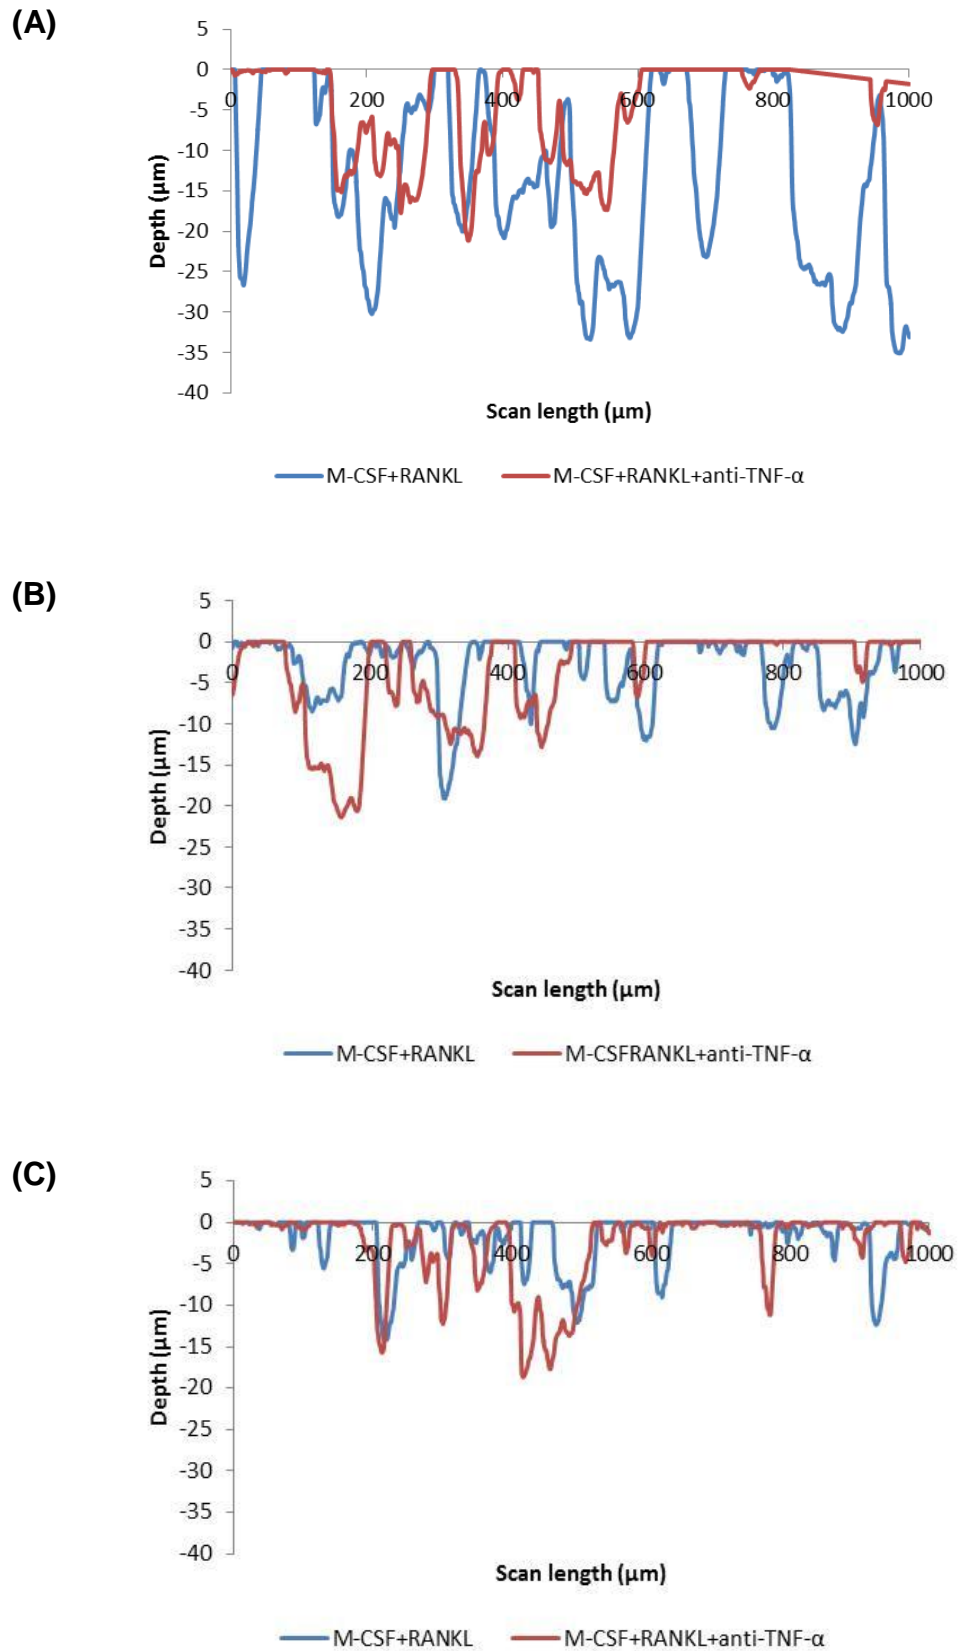 (A)
5
0
-5
-10
-15
-20
-25
-30
-35
-40
0 200 400 600 800 1000
Depth (μm)
Scan length (μm)
M-CSF+RANKL M-CSF+RANKL+anti-TNF-α
(B)
5
0
-5
-10
-15
-20
-25
-30
-35
-40
0 200 400 600 800 1000
Depth (μm)
Scan length (μm)
M-CSF+RANKL M-CSFRANKL+anti-TNF-α
(C)
5
0
-5
-10
-15
-20
-25
-30
-35
-40
0 200 400 600 800 1000
Depth (μm)
Scan length (μm)
M-CSF+RANKL M-CSF+RANKL+anti-TNF-α